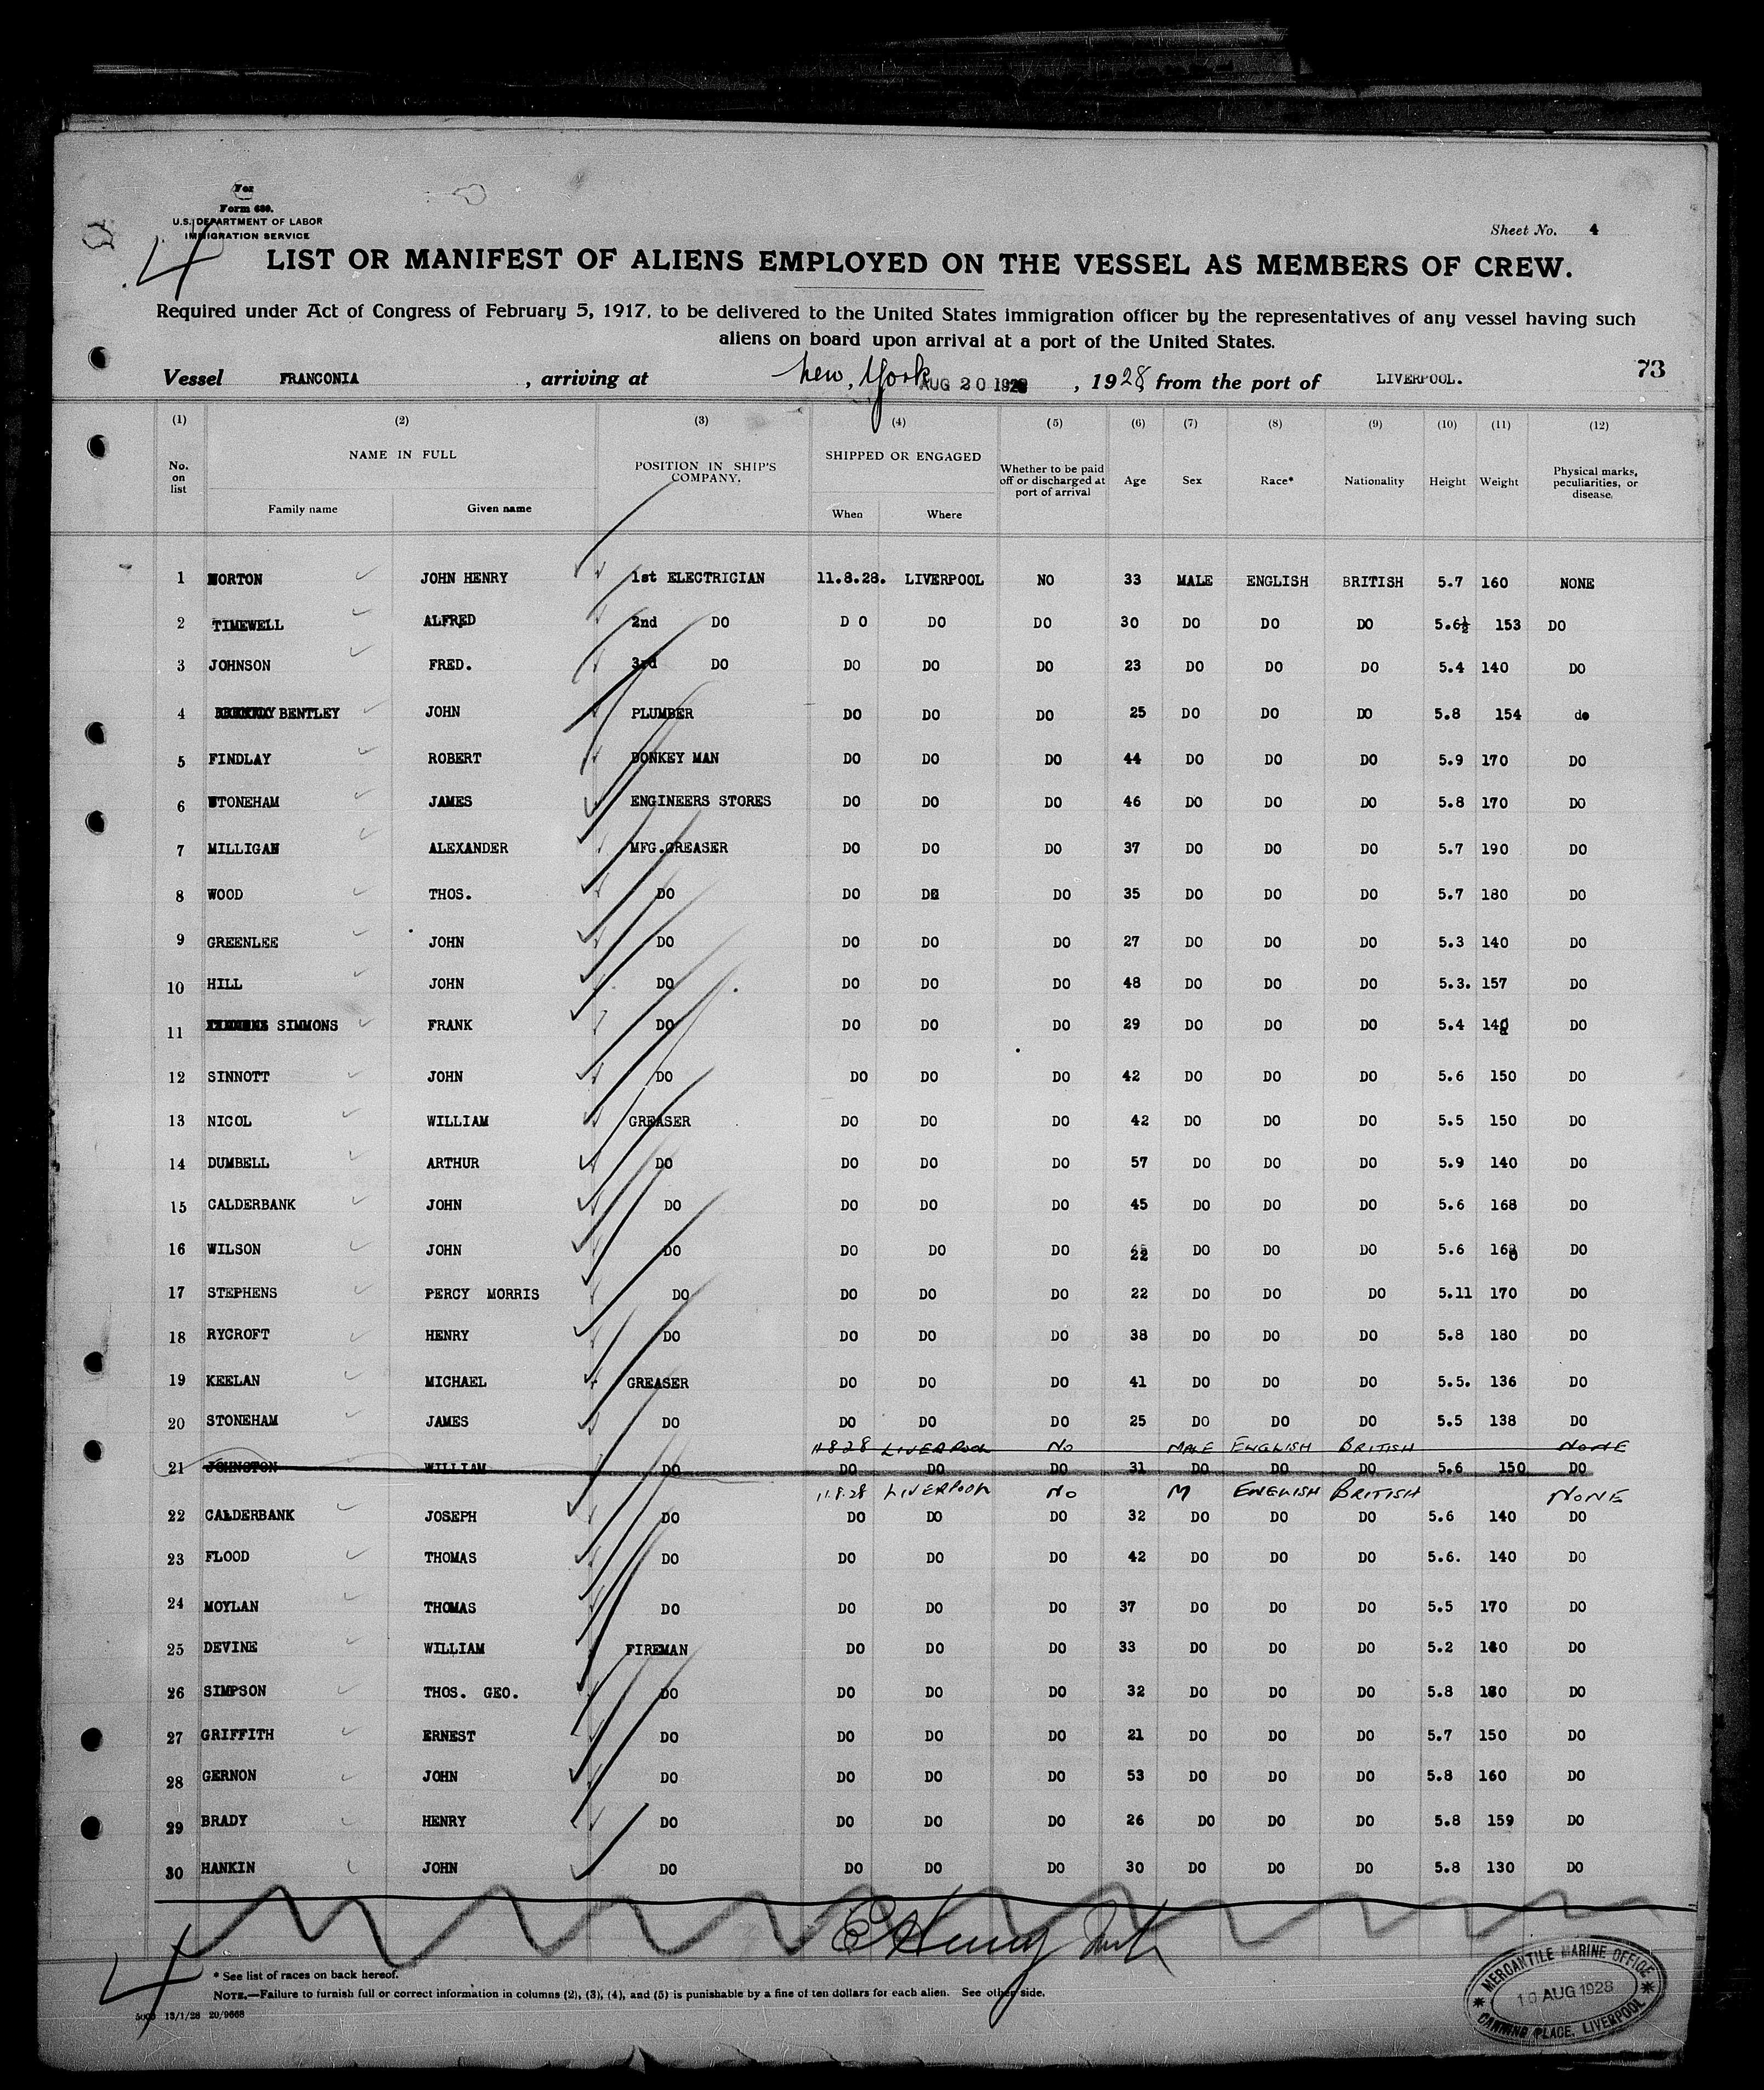 For
Form 680.
U.S. DEPARTMENT OF LABOR
IMMIGRATION SERVICE
Sheet No. 4
4
LIST OR MANIFEST OF ALIENS EMPLOYED ON THE VESSEL AS MEMBERS OF CREW.
Required under Act of Congress of February 5, 1917, to be delivered to the United States immigration officer by the representatives of any vessel having such
aliens on board upon arrival at a port of the United States.
73
Vessel FRANCONIA , arriving at New York AUG 20 1928 , 1928 from the port of LIVERPOOL.
(1) (2) (3) (4) (5) (6) (7) (8) (9) (10) (11) (12)
No. on list NAME IN FULL Family name Given name POSITION IN SHIP'S COMPANY. SHIPPED OR ENGAGED When Where Whether to be paid off or discharged at port of arrival Age Sex Race* Nationality Height Weight Physical marks, peculiarities, or disease.
1 NORTON JOHN HENRY 1st ELECTRICIAN 11.8.28. LIVERPOOL NO 33 MALE ENGLISH BRITISH 5.7 160 NONE
2 TIMEWELL ALFRED 2nd DO D O DO DO 30 DO DO DO 5.6½ 153 DO
3 JOHNSON FRED. 3rd DO DO DO DO 23 DO DO DO 5.4 140 DO
4 BENTLEY JOHN PLUMBER DO DO DO 25 DO DO DO 5.8 154 do
5 FINDLAY ROBERT DONKEY MAN DO DO DO 44 DO DO DO 5.9 170 DO
6 STONEHAM JAMES ENGINEERS STORES DO DO DO 46 DO DO DO 5.8 170 DO
7 MILLIGAN ALEXANDER MFG.GREASER DO DO DO 37 DO DO DO 5.7 190 DO
8 WOOD THOS. DO DO DO DO 35 DO DO DO 5.7 180 DO
9 GREENLEE JOHN DO DO DO DO 27 DO DO DO 5.3 140 DO
10 HILL JOHN DO DO DO DO 48 DO DO DO 5.3. 157 DO
11 SIMMONS FRANK DO DO DO DO 29 DO DO DO 5.4 DO
12 SINNOTT JOHN DO DO DO DO 42 DO DO DO 5.6 150 DO
13 NICOL WILLIAM GREASER DO DO DO 42 DO DO DO 5.5 150 DO
14 DUMBELL ARTHUR DO DO DO DO 57 DO DO DO 5.9 140 DO
15 CALDERBANK JOHN DO DO DO DO 45 DO DO DO 5.6 168 DO
16 WILSON JOHN DO DO DO DO 22 DO DO DO 5.6 DO
17 STEPHENS PERCY MORRIS DO DO DO DO 22 DO DO DO 5.11 170 DO
18 RYCROFT HENRY DO DO DO DO 38 DO DO DO 5.8 180 DO
19 KEELAN MICHAEL GREASER DO DO DO 41 DO DO DO 5.5. 136 DO
20 STONEHAM JAMES DO DO DO DO 25 DO DO DO 5.5 138 DO
11 8 28 LIVERPOOL NO MALE ENGLISH BRITISH NONE
21 JOHNSTON WILLIAM DO DO DO DO 31 DO DO DO 5.6 150 DO
11.8.28 LIVERPOOL NO M ENGLISH BRITISH NONE
22 CALDERBANK JOSEPH DO DO DO DO 32 DO DO DO 5.6 140 DO
23 FLOOD THOMAS DO DO DO DO 42 DO DO DO 5.6. 140 DO
24 MOYLAN THOMAS DO DO DO DO 37 DO DO DO 5.5 170 DO
25 DEVINE WILLIAM FIREMAN DO DO DO 33 DO DO DO 5.2 DO
26 SIMPSON THOS. GEO. DO DO DO DO 32 DO DO DO 5.8 180 DO
27 GRIFFITH ERNEST DO DO DO DO 21 DO DO DO 5.7 150 DO
28 GERNON JOHN DO DO DO DO 53 DO DO DO 5.8 160 DO
29 BRADY HENRY DO DO DO DO 26 DO DO DO 5.8 159 DO
30 HANKIN JOHN DO DO DO DO 30 DO DO DO 5.8 130 DO
4
* See list of races on back hereof.
NOTE.—Failure to furnish full or correct information in columns (2), (3), (4), and (5) is punishable by a fine of ten dollars for each alien. See other side.
5000 13/1/28 20/9668
MERCANTILE MARINE OFFICE
10 AUG 1928
CANNING PLACE, LIVERPOOL